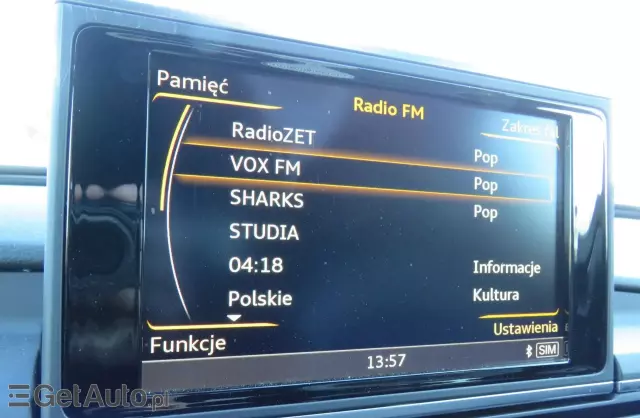 Pamięć
Radio FM
Zakres
RadioZET Pop
VOX FM Pop
SHARKS Pop
STUDIA
04:18 Informacje
Polskie Kultura
Funkcje Ustawienia
13:57 SIM
GetAuto.pl